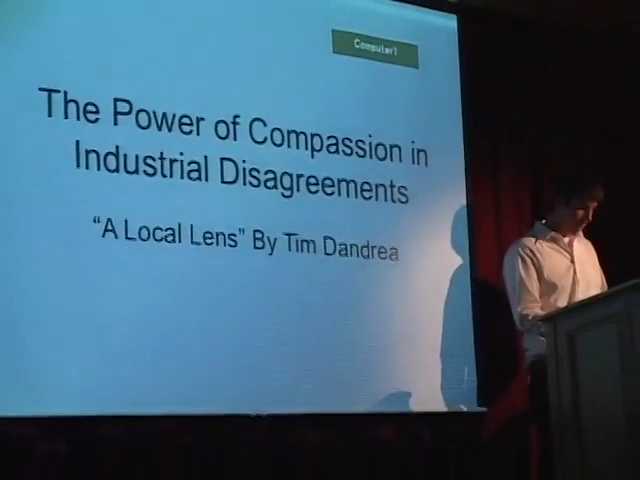 Computer1
The Power of Compassion in
Industrial Disagreements
“A Local Lens” By Tim Dandrea